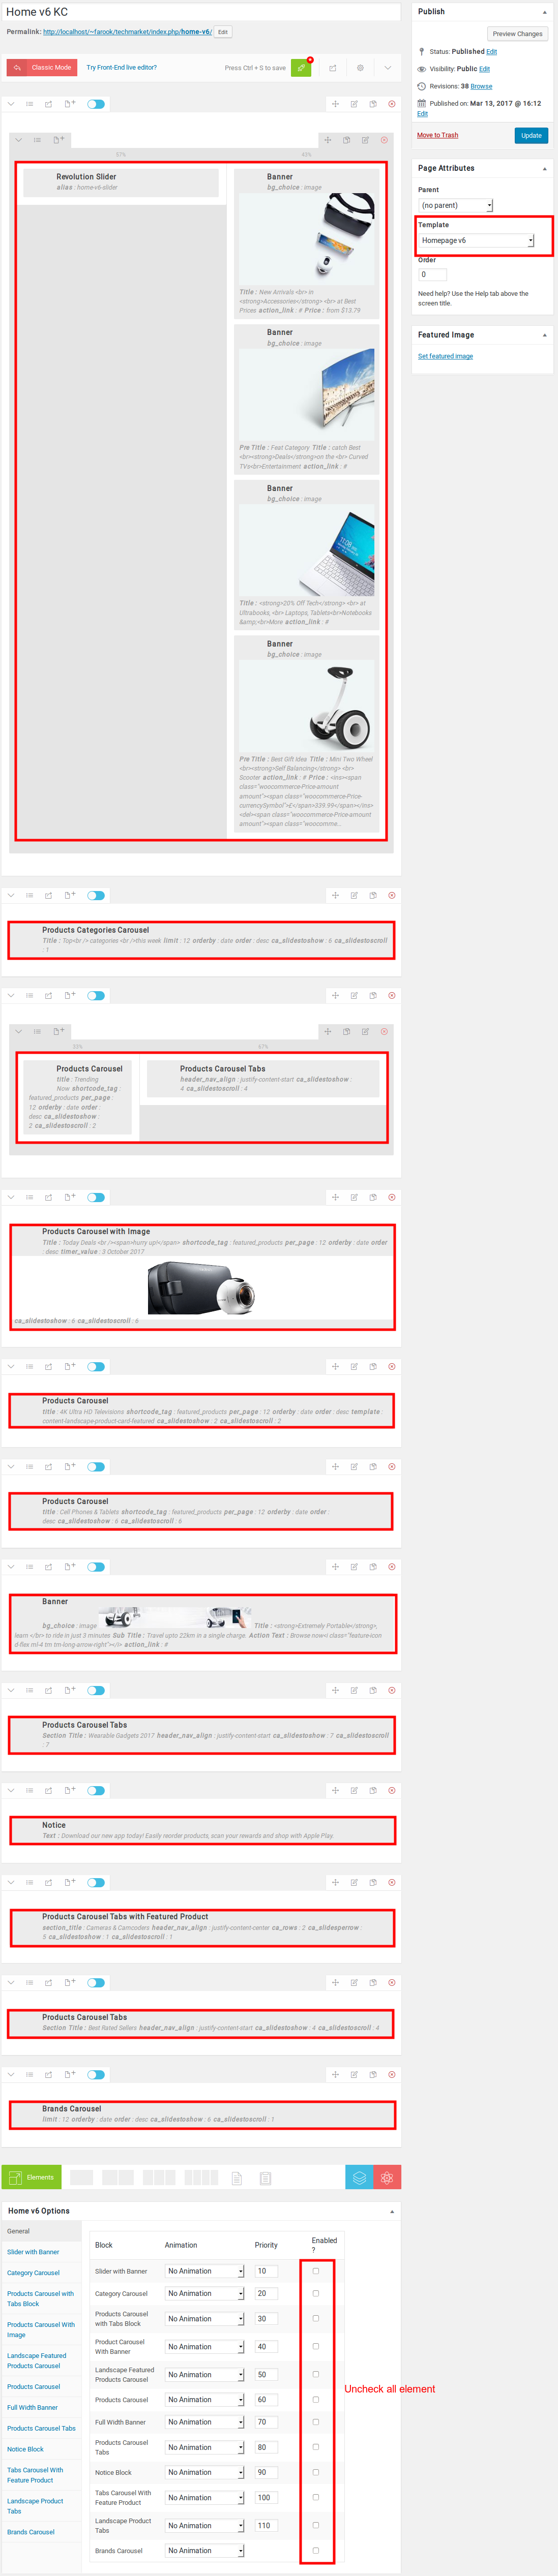 Home v6 KC
Permalink: http://localhost/~farook/techmarket/index.php/home-v6/ Edit
Classic Mode
Try Front-End live editor?
Press Ctrl + S to save
57%
43%
Revolution Slider
alias : home-v6-slider
Banner
bg_choice : image
Title : New Arrivals <br> in
<strong>Accessories</strong> <br> at Best
Prices action_link : # Price : from $13.79
Banner
bg_choice : image
Pre Title : Feat Category Title : catch Best
<br><strong>Deals</strong>on the <br> Curved
TVs<br>Entertainment action_link : #
Banner
bg_choice : image
Title : <strong>20% Off Tech</strong> <br> at
Ultrabooks, <br> Laptops, Tablets<br>Notebooks
&amp;<br>More action_link : #
Banner
bg_choice : image
Pre Title : Best Gift Idea Title : Mini Two Wheel
<br><strong>Self Balancing</strong> <br>
Scooter action_link : # Price : <ins><span
class="woocommerce-Price-amount
amount"><span class="woocommerce-Price-
currencySymbol">£</span>339.99</span></ins>
<del><span class="woocommerce-Price-amount
amount"><span class="woocomme...
Products Categories Carousel
Title : Top<br /> categories <br />this week limit : 12 orderby : date order : desc ca_slidestoshow : 6 ca_slidestoscroll
: 1
33%
67%
Products Carousel
title : Trending
Now shortcode_tag :
featured_products per_page :
12 orderby : date order :
desc ca_slidestoshow :
2 ca_slidestoscroll : 2
Products Carousel Tabs
header_nav_align : justify-content-start ca_slidestoshow :
4 ca_slidestoscroll : 4
Products Carousel with Image
Title : Today Deals <br /><span>hurry up!</span> shortcode_tag : featured_products per_page : 12 orderby : date order
: desc timer_value : 3 October 2017
ca_slidestoshow : 6 ca_slidestoscroll : 6
Products Carousel
title : 4K Ultra HD Televisions shortcode_tag : featured_products per_page : 12 orderby : date order : desc template :
content-landscape-product-card-featured ca_slidestoshow : 2 ca_slidestoscroll : 2
Products Carousel
title : Cell Phones & Tablets shortcode_tag : featured_products per_page : 12 orderby : date order :
desc ca_slidestoshow : 6 ca_slidestoscroll : 6
Banner
bg_choice : image Title : <strong>Extremely Portable</strong>,
learn </br> to ride in just 3 minutes Sub Title : Travel upto 22km in a single charge. Action Text : Browse now<i class="feature-icon
d-flex ml-4 tm tm-long-arrow-right"></i> action_link : #
Products Carousel Tabs
Section Title : Wearable Gadgets 2017 header_nav_align : justify-content-start ca_slidestoshow : 7 ca_slidestoscroll
: 7
Notice
Text : Download our new app today! Easily reorder products, scan your rewards and shop with Apple Play.
Products Carousel Tabs with Featured Product
section_title : Cameras & Camcoders header_nav_align : justify-content-center ca_rows : 2 ca_slidesperrow :
5 ca_slidestoshow : 1 ca_slidestoscroll : 1
Products Carousel Tabs
Section Title : Best Rated Sellers header_nav_align : justify-content-start ca_slidestoshow : 4 ca_slidestoscroll : 4
Brands Carousel
limit : 12 orderby : date order : desc ca_slidestoshow : 6 ca_slidestoscroll : 1
Elements
Home v6 Options
General
Slider with Banner
Category Carousel
Products Carousel with
Tabs Block
Products Carousel With
Image
Landscape Featured
Products Carousel
Products Carousel
Full Width Banner
Products Carousel Tabs
Notice Block
Tabs Carousel With
Feature Product
Landscape Product
Tabs
Brands Carousel
Block Animation Priority Enabled
?
Slider with Banner No Animation 10
Category Carousel No Animation 20
Products Carousel
with Tabs Block No Animation 30
Product Carousel
With Banner No Animation 40
Landscape Featured
Products Carousel No Animation 50
Products Carousel No Animation 60
Full Width Banner No Animation 70
Products Carousel
Tabs No Animation 80
Notice Block No Animation 90
Tabs Carousel With
Feature Product No Animation 100
Landscape Product
Tabs No Animation 110
Brands Carousel No Animation
Uncheck all element
Publish
Preview Changes
Status: Published Edit
Visibility: Public Edit
Revisions: 38 Browse
Published on: Mar 13, 2017 @ 16:12
Edit
Move to Trash
Update
Page Attributes
Parent
(no parent)
Template
Homepage v6
Order
0
Need help? Use the Help tab above the
screen title.
Featured Image
Set featured image